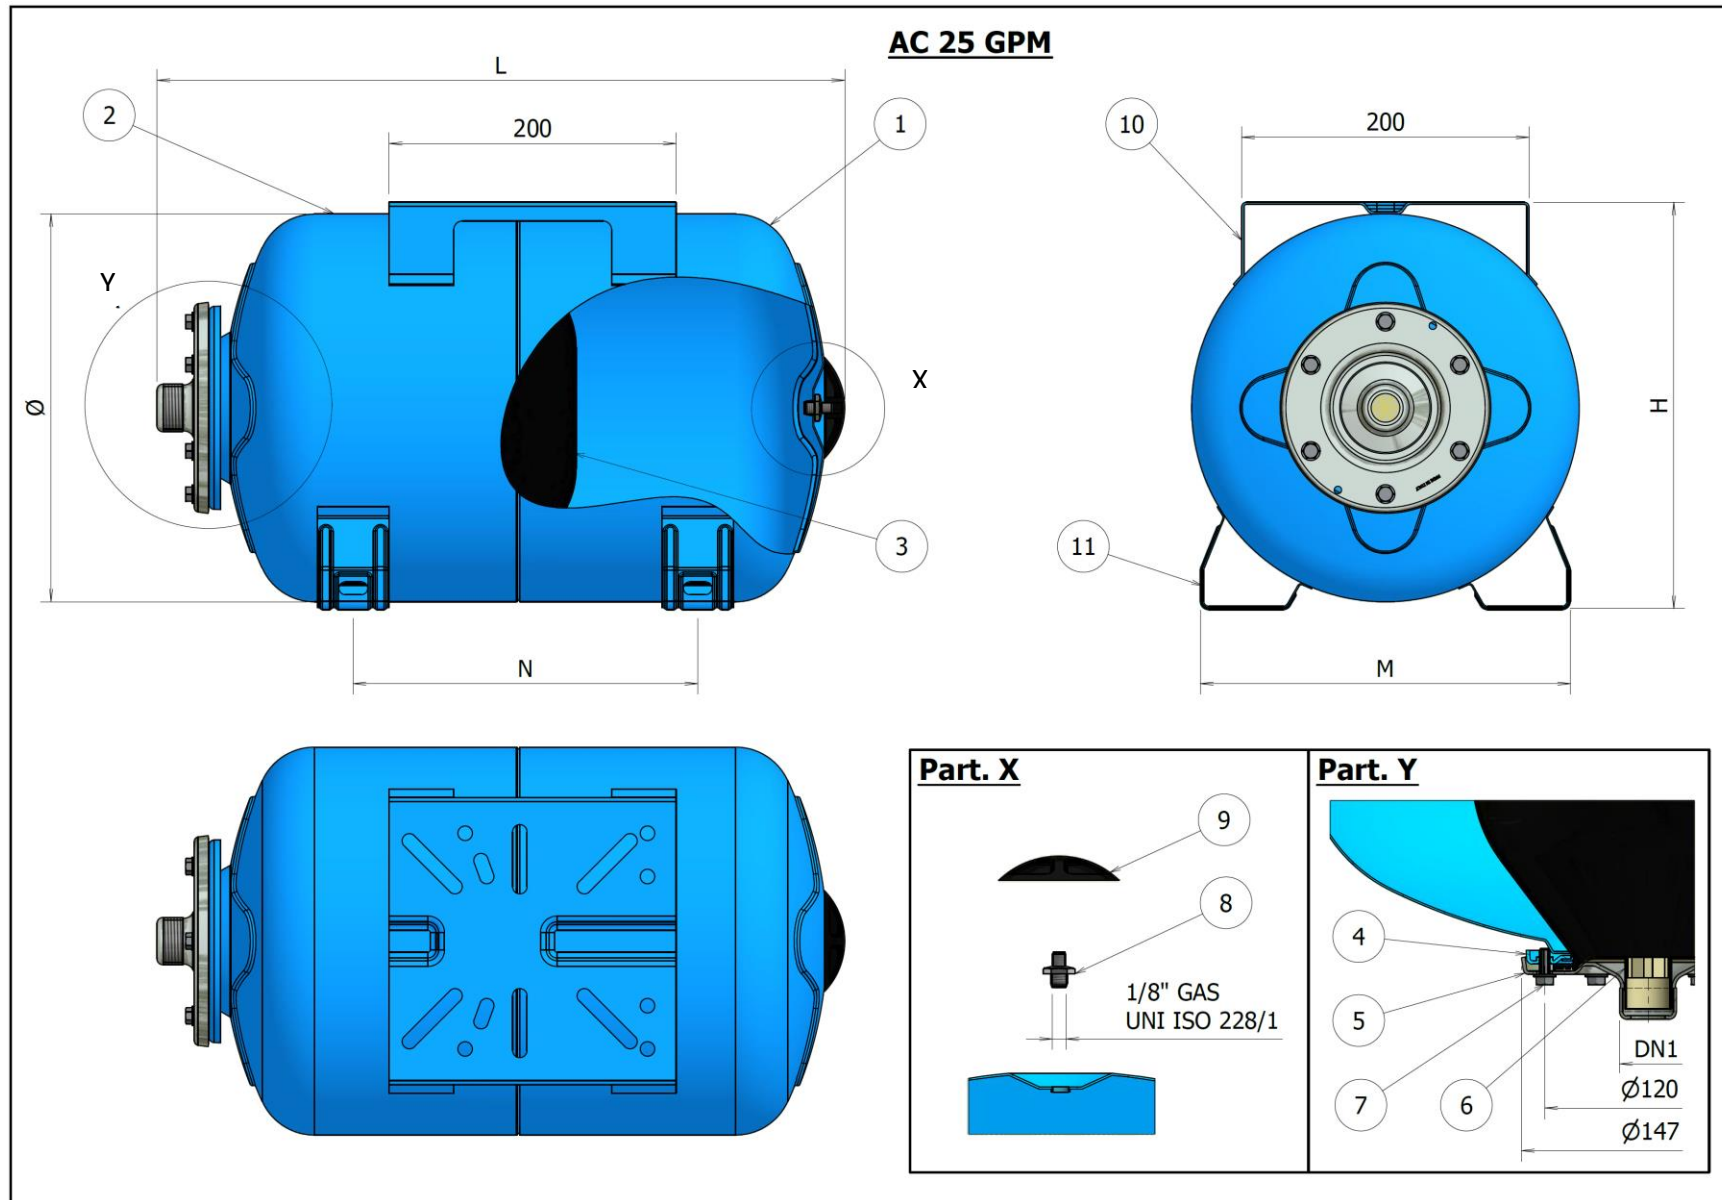 AC 25 GPM
L
2
200
1
10
200
Y
X
Ø
H
3
11
N
M
Part. X
Part. Y
9
8
1/8" GAS
UNI ISO 228/1
4
5
7
6
DN1
Ø120
Ø147